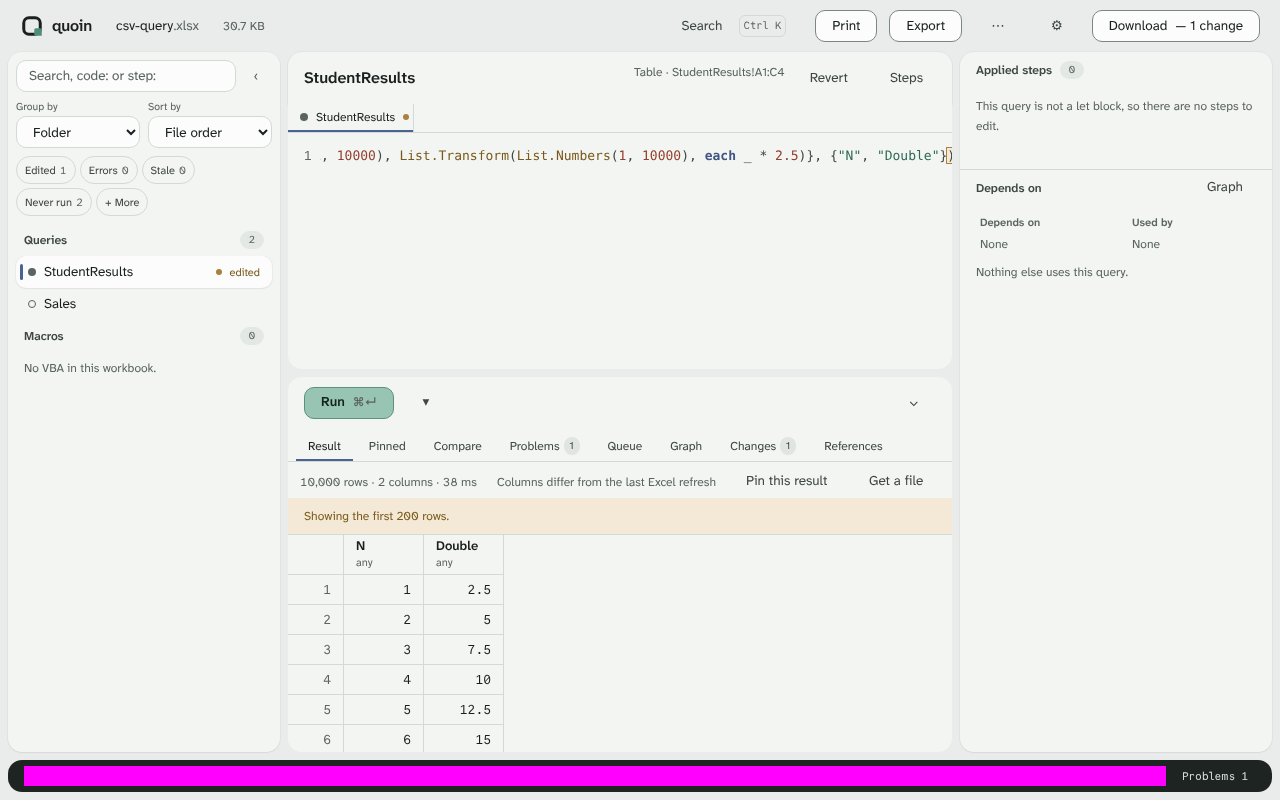 quoin csv-query.xlsx 30.7 KB Search Ctrl K Print Export ⋯ ⚙ Download — 1 change
Search, code: or step: ‹
Group by Sort by
Folder File order
Edited 1 Errors 0 Stale 0
Never run 2 + More
Queries 2
StudentResults edited
Sales
Macros 0
No VBA in this workbook.
StudentResults Table · StudentResults!A1:C4 Revert Steps
StudentResults
1 , 10000), List.Transform(List.Numbers(1, 10000), each _ * 2.5)}, {"N", "Double"})
Run ⌘↵ ▼
Result Pinned Compare Problems 1 Queue Graph Changes 1 References
10,000 rows · 2 columns · 38 ms Columns differ from the last Excel refresh Pin this result Get a file
Showing the first 200 rows.
N Double
any any
1 1 2.5
2 2 5
3 3 7.5
4 4 10
5 5 12.5
6 6 15
Applied steps 0
This query is not a let block, so there are no steps to
edit.
Depends on Graph
Depends on Used by
None None
Nothing else uses this query.
Problems 1